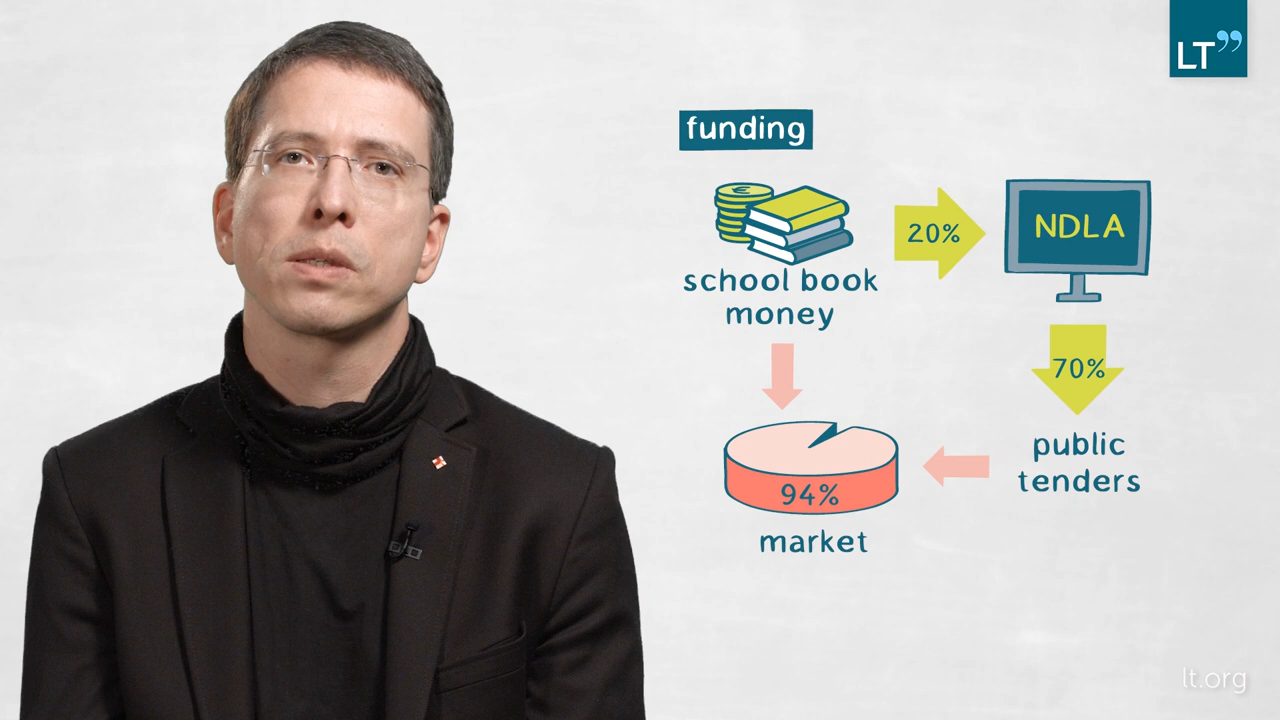 LT”
funding
€
20%
NDLA
school book
money
70%
public
tenders
94%
market
lt.org